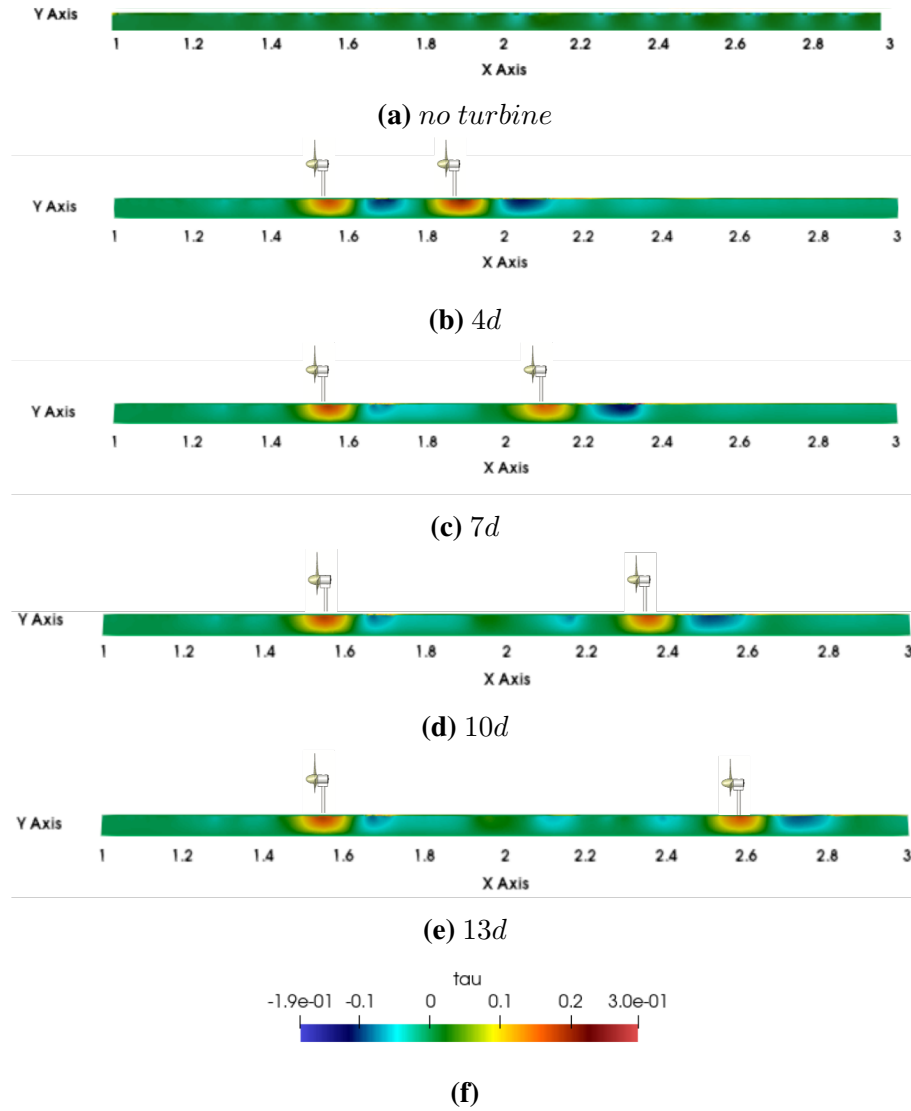 Y Axis
1 1.2 1.4 1.6 1.8 2 2.2 2.4 2.6 2.8 3
X Axis
(a) no turbine
Y Axis
1 1.2 1.4 1.6 1.8 2 2.2 2.4 2.6 2.8 3
X Axis
(b) 4d
Y Axis
1 1.2 1.4 1.6 1.8 2 2.2 2.4 2.6 2.8 3
X Axis
(c) 7d
Y Axis
1 1.2 1.4 1.6 1.8 2 2.2 2.4 2.6 2.8 3
X Axis
(d) 10d
Y Axis
1 1.2 1.4 1.6 1.8 2 2.2 2.4 2.6 2.8 3
X Axis
(e) 13d
tau
-1.9e-01 -0.1 0 0.1 0.2 3.0e-01
(f)